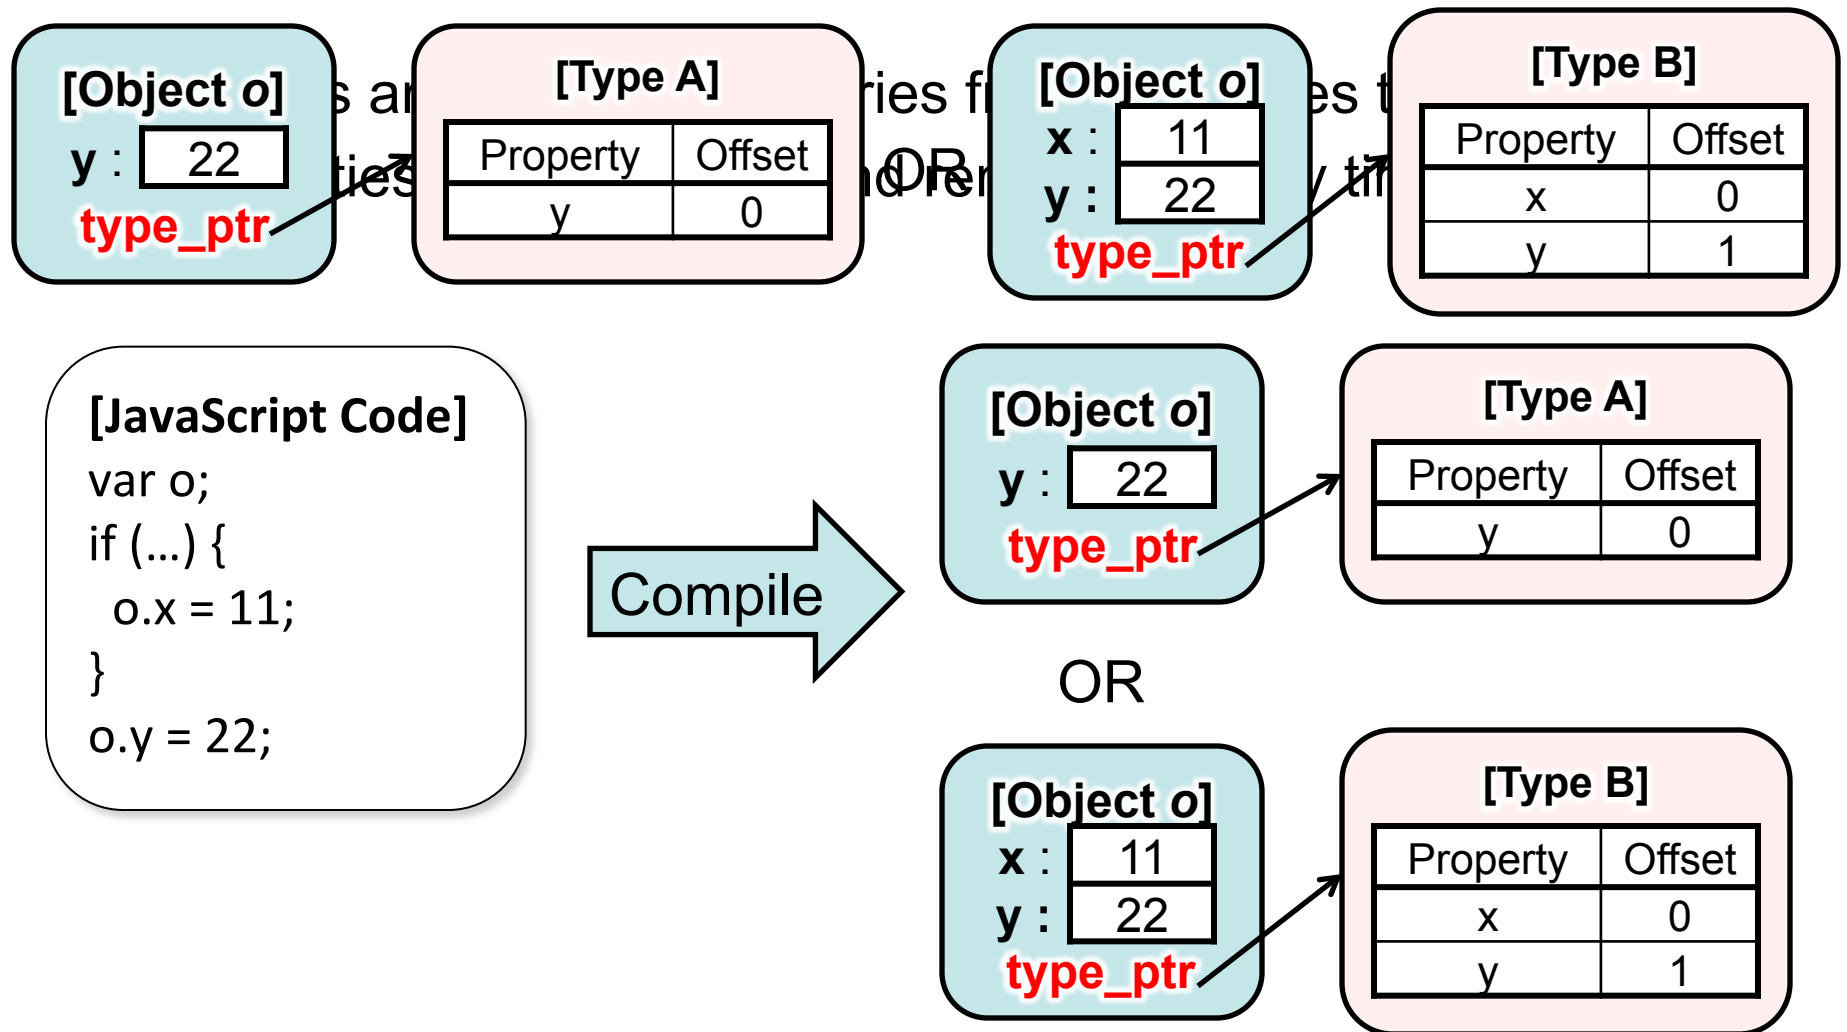 [Object o]
y : 22
type_ptr
[Type A]
Property Offset
y 0
OR
[Object o]
x : 11
y : 22
type_ptr
[Type B]
Property Offset
x 0
y 1
[JavaScript Code]
var o;
if (...) {
o.x = 11;
}
o.y = 22;
Compile
[Object o]
y : 22
type_ptr
[Type A]
Property Offset
y 0
OR
[Object o]
x : 11
y : 22
type_ptr
[Type B]
Property Offset
x 0
y 1